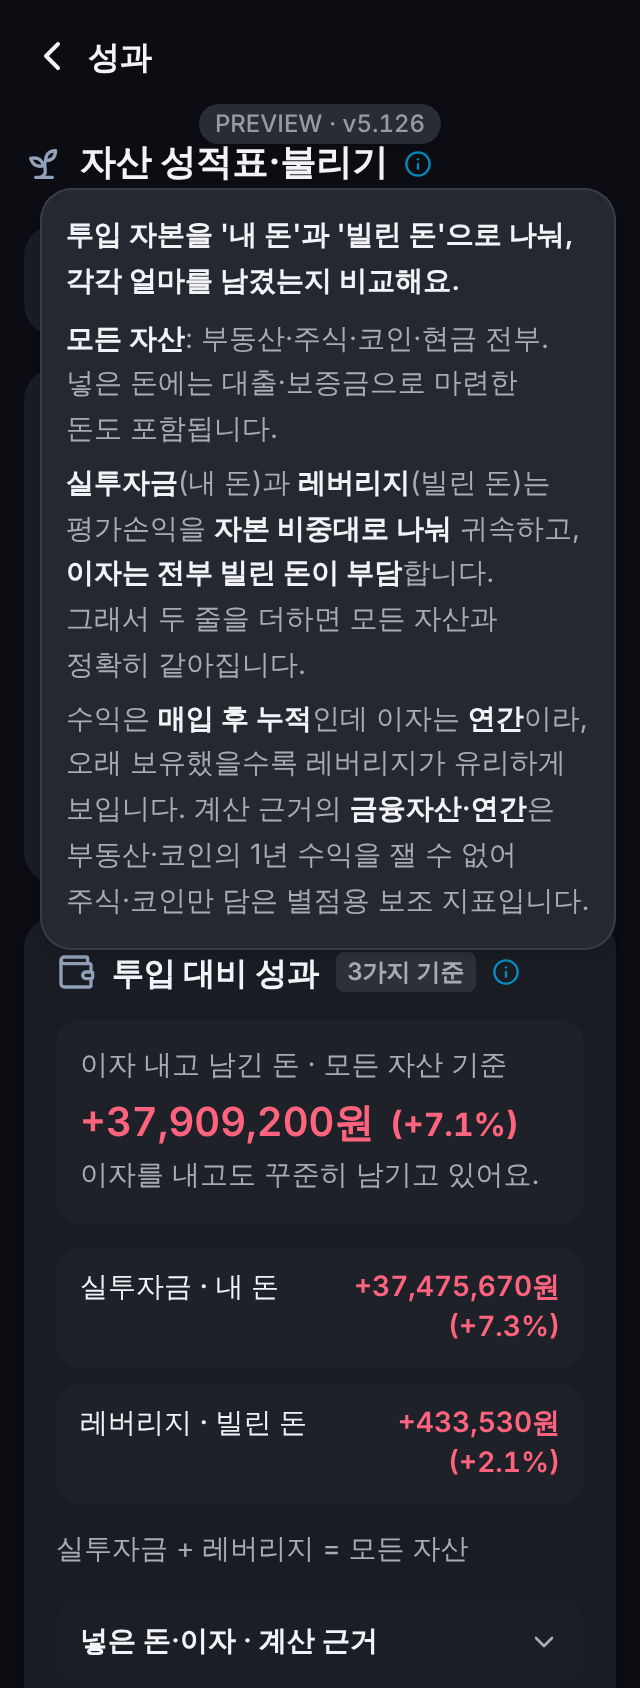 성과
PREVIEW · v5.126
자산 성적표·불리기
투입 자본을 '내 돈'과 '빌린 돈'으로 나눠,
각각 얼마를 남겼는지 비교해요.
모든 자산: 부동산·주식·코인·현금 전부.
넣은 돈에는 대출·보증금으로 마련한
돈도 포함됩니다.
실투자금(내 돈)과 레버리지(빌린 돈)는
평가손익을 자본 비중대로 나눠 귀속하고,
이자는 전부 빌린 돈이 부담합니다.
그래서 두 줄을 더하면 모든 자산과
정확히 같아집니다.
수익은 매입 후 누적인데 이자는 연간이라,
오래 보유했을수록 레버리지가 유리하게
보입니다. 계산 근거의 금융자산·연간은
부동산·코인의 1년 수익을 잴 수 없어
주식·코인만 담은 별점용 보조 지표입니다.
투입 대비 성과 3가지 기준
이자 내고 남긴 돈 · 모든 자산 기준
+37,909,200원 (+7.1%)
이자를 내고도 꾸준히 남기고 있어요.
실투자금 · 내 돈 +37,475,670원
(+7.3%)
레버리지 · 빌린 돈 +433,530원
(+2.1%)
실투자금 + 레버리지 = 모든 자산
넣은 돈·이자 · 계산 근거